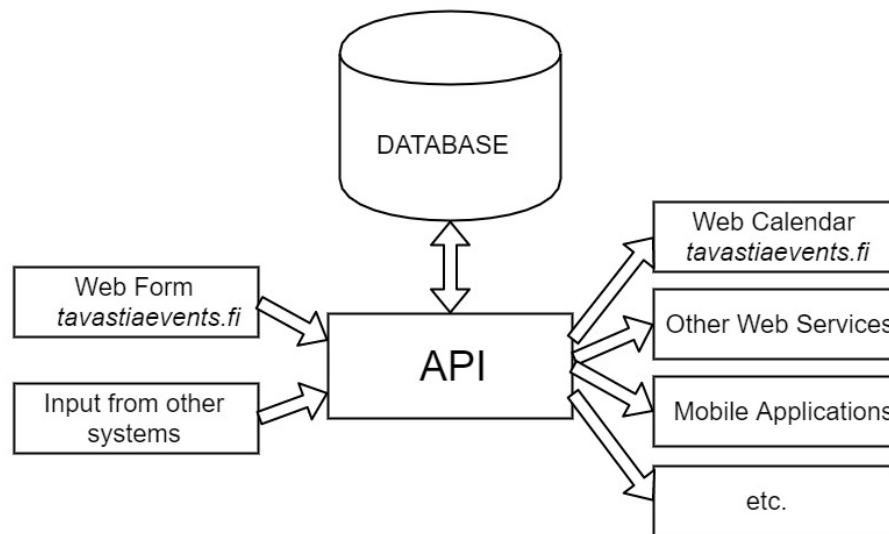 DATABASE
Web Form
tavastiaevents.fi
Input from other
systems
API
Web Calendar
tavastiaevents.fi
Other Web Services
Mobile Applications
etc.